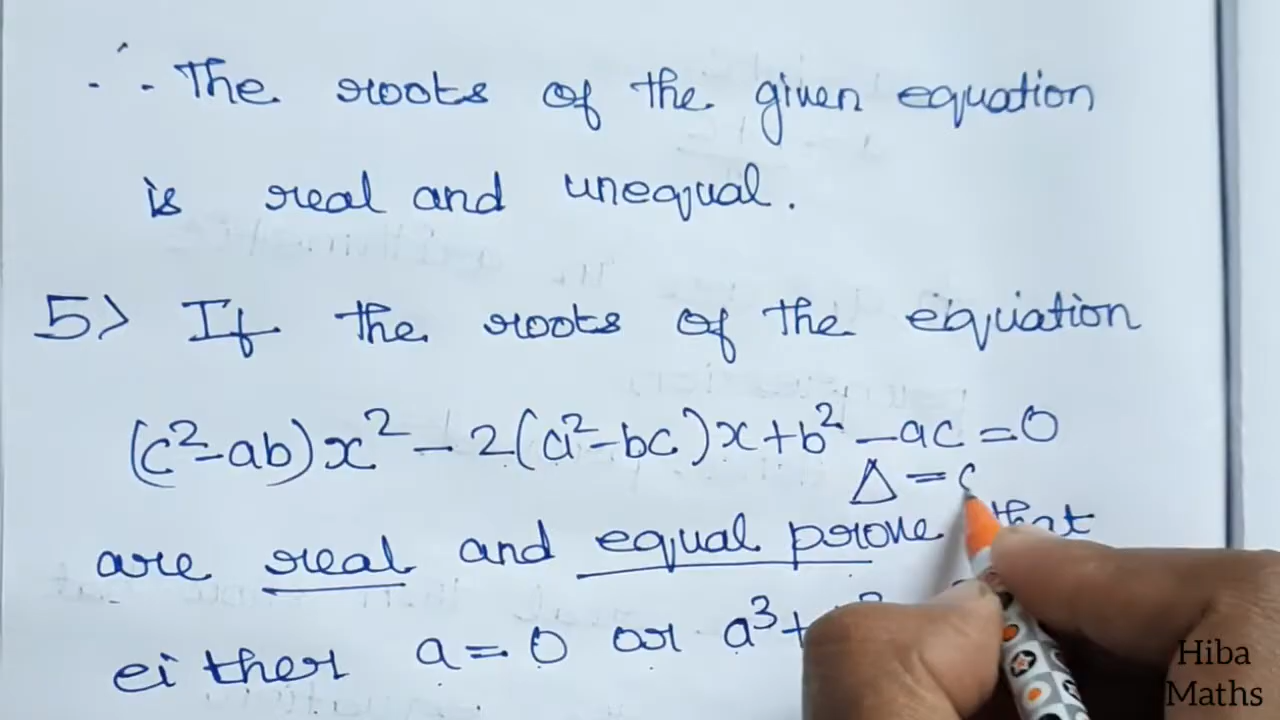 ∴ The roots of the given equation
is real and unequal.
5> If the roots of the equation
(c²-ab)x² - 2(a²-bc)x + b² - ac = 0
Δ =
are real and equal prove that
either a = 0 or a³ +
Hiba
Maths